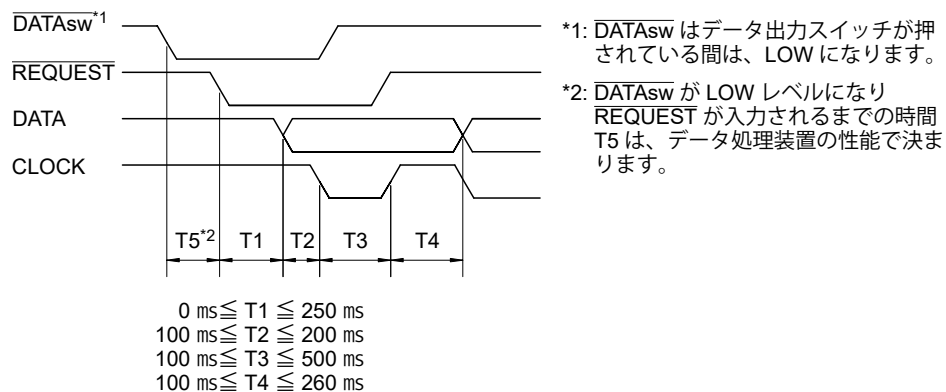 DATAsw*1
REQUEST
DATA
CLOCK
T5*2 T1 T2 T3 T4
0 ms≦ T1 ≦ 250 ms
100 ms≦ T2 ≦ 200 ms
100 ms≦ T3 ≦ 500 ms
100 ms≦ T4 ≦ 260 ms
*1: DATAsw はデータ出力スイッチが押
されている間は、LOW になります。
*2: DATAsw が LOW レベルになり
REQUEST が入力されるまでの時間
T5 は、データ処理装置の性能で決ま
ります。